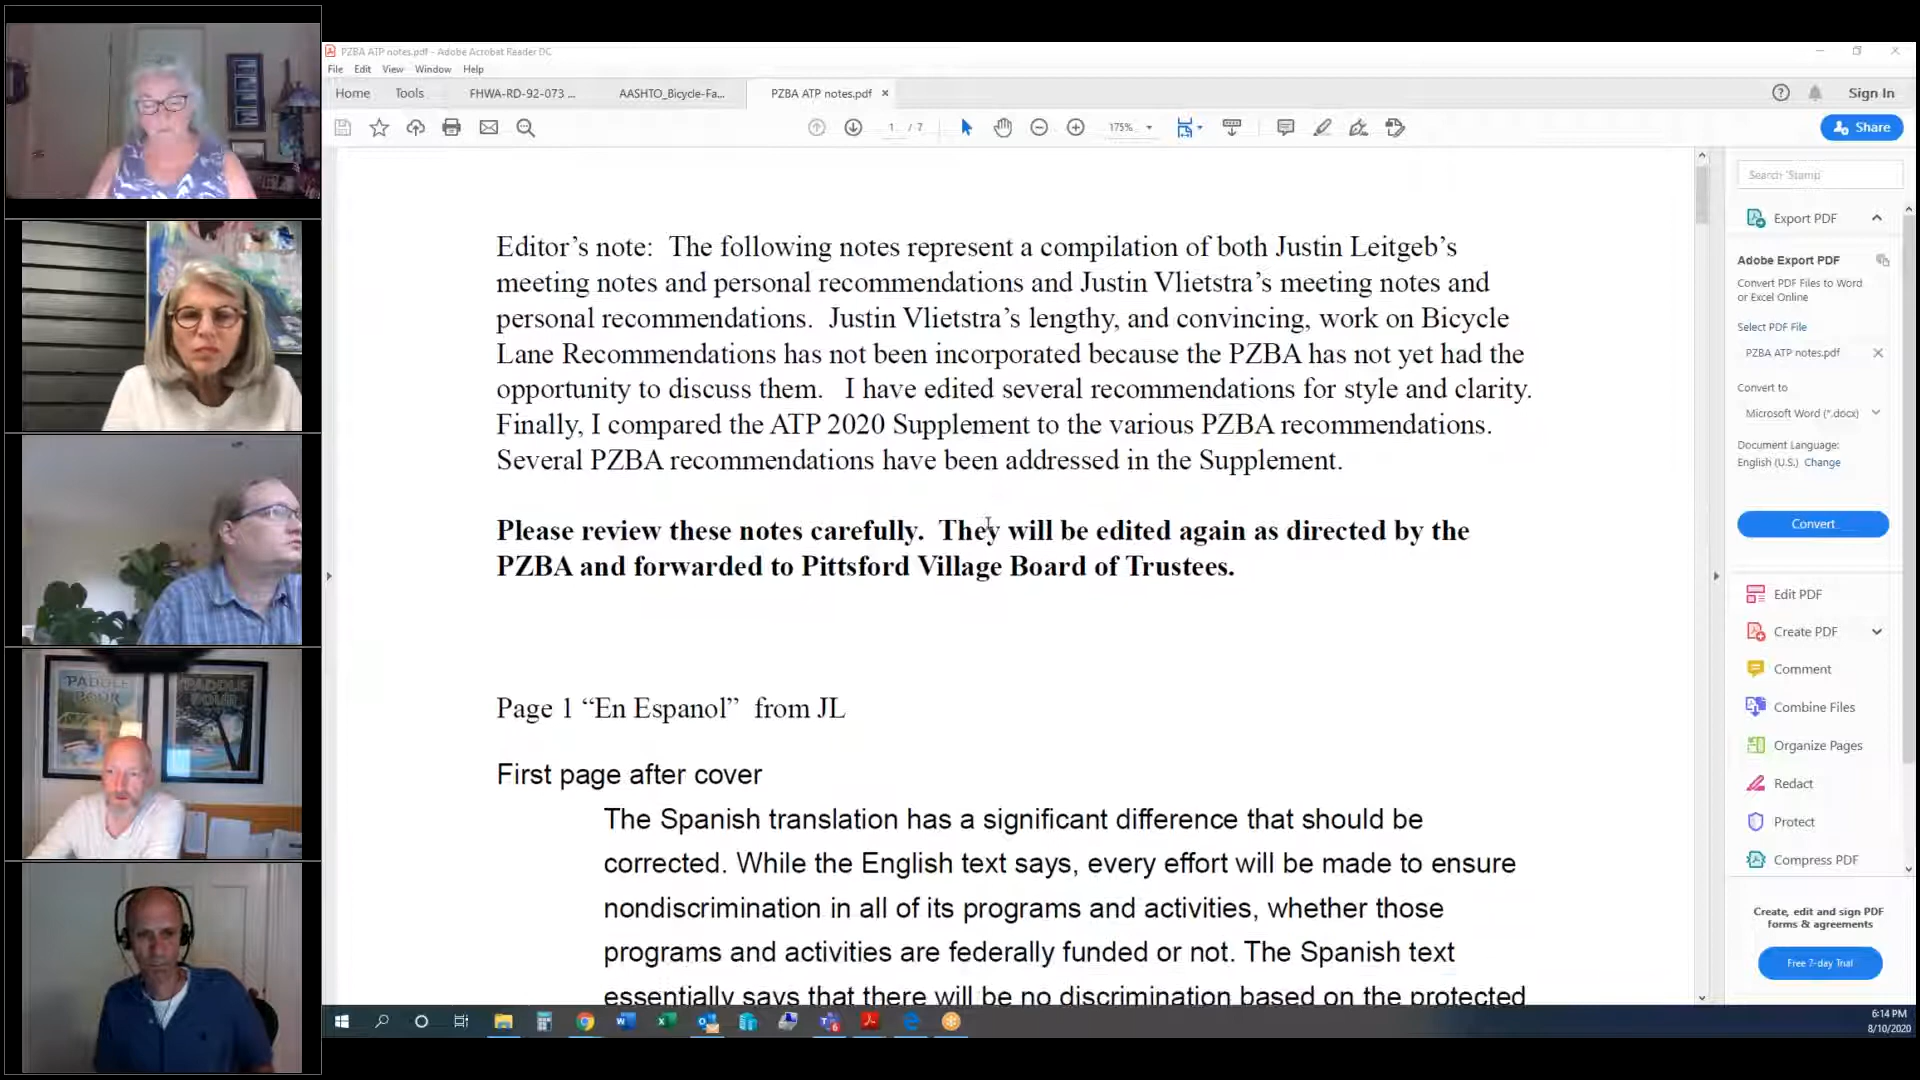 PADDLE
POUR
PADDLE
POUR
PZBA ATP notes.pdf - Adobe Acrobat Reader DC
File Edit View Window Help
Home Tools FHWA-RD-92-073 ... AASHTO_Bicycle-Fa... PZBA ATP notes.pdf × Sign In
1 / 7 175% Share
Editor’s note:  The following notes represent a compilation of both Justin Leitgeb’s
meeting notes and personal recommendations and Justin Vlietstra’s meeting notes and
personal recommendations.  Justin Vlietstra’s lengthy, and convincing, work on Bicycle
Lane Recommendations has not been incorporated because the PZBA has not yet had the
opportunity to discuss them.   I have edited several recommendations for style and clarity.
Finally, I compared the ATP 2020 Supplement to the various PZBA recommendations.
Several PZBA recommendations have been addressed in the Supplement.
Please review these notes carefully.  They will be edited again as directed by the
PZBA and forwarded to Pittsford Village Board of Trustees.
Page 1 “En Espanol”  from JL
First page after cover
The Spanish translation has a significant difference that should be
corrected. While the English text says, every effort will be made to ensure
nondiscrimination in all of its programs and activities, whether those
programs and activities are federally funded or not. The Spanish text
essentially says that there will be no discrimination based on the protected
Search 'Stamp'
Export PDF
Adobe Export PDF
Convert PDF Files to Word
or Excel Online
Select PDF File
PZBA ATP notes.pdf
Convert to
Microsoft Word (*.docx)
Document Language:
English (U.S.) Change
Convert
Edit PDF
Create PDF
Comment
Combine Files
Organize Pages
Redact
Protect
Compress PDF
Create, edit and sign PDF
forms & agreements
Free 7-day Trial
6:14 PM
8/10/2020